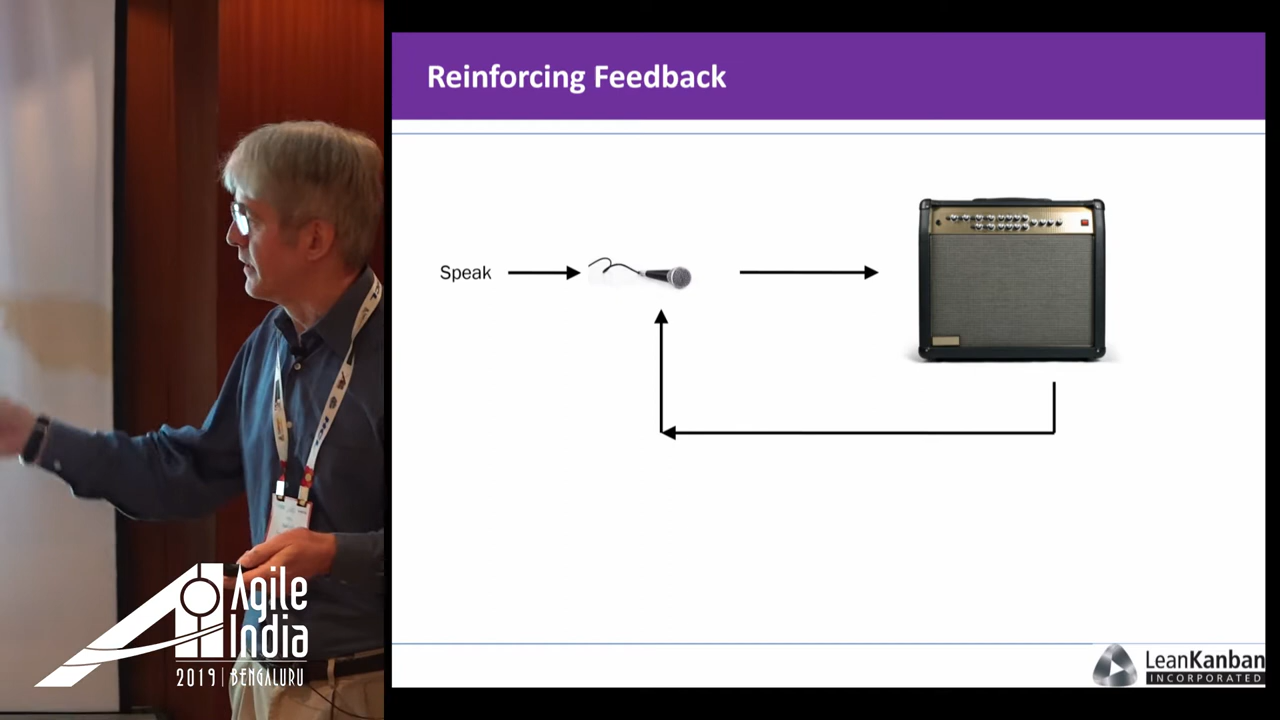 Reinforcing Feedback
Speak
Agile
India
2019 | BENGALURU
LeanKanban
INCORPORATED